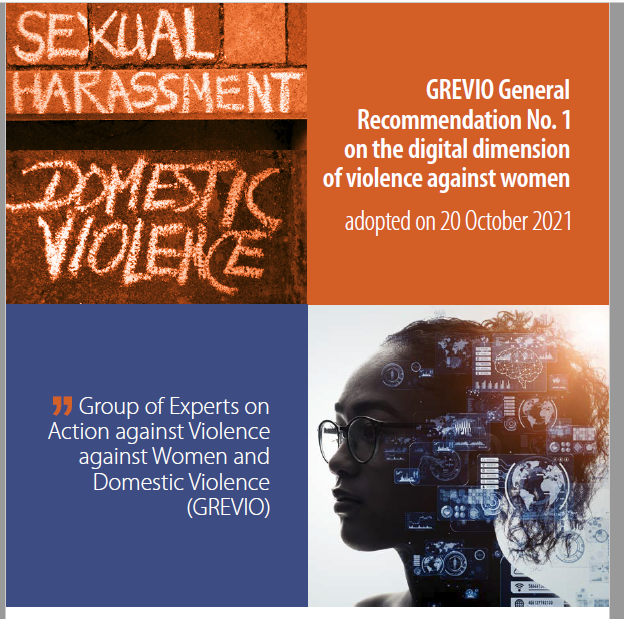 SEXUAL
HARASSMENT
DOMESTIC
VIOLENCE
GREVIO General
Recommendation No. 1
on the digital dimension
of violence against women
adopted on 20 October 2021
” Group of Experts on
Action against Violence
against Women and
Domestic Violence
(GREVIO)